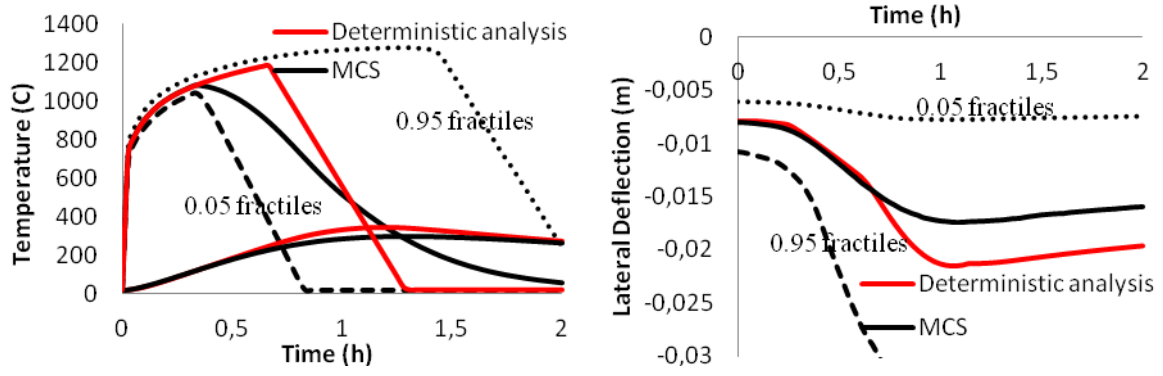 1400
1200
1000
800
600
400
200
0
Temperature (C)
0
0,5
1
1,5
2
Time (h)
Deterministic analysis
MCS
0.95 fractiles
0.05 fractiles
Time (h)
0
-0,005
-0,01
-0,015
-0,02
-0,025
-0,03
Lateral Deflection (m)
0
0,5
1
1,5
2
0.05 fractiles
0.95 fractiles
Deterministic analysis
MCS